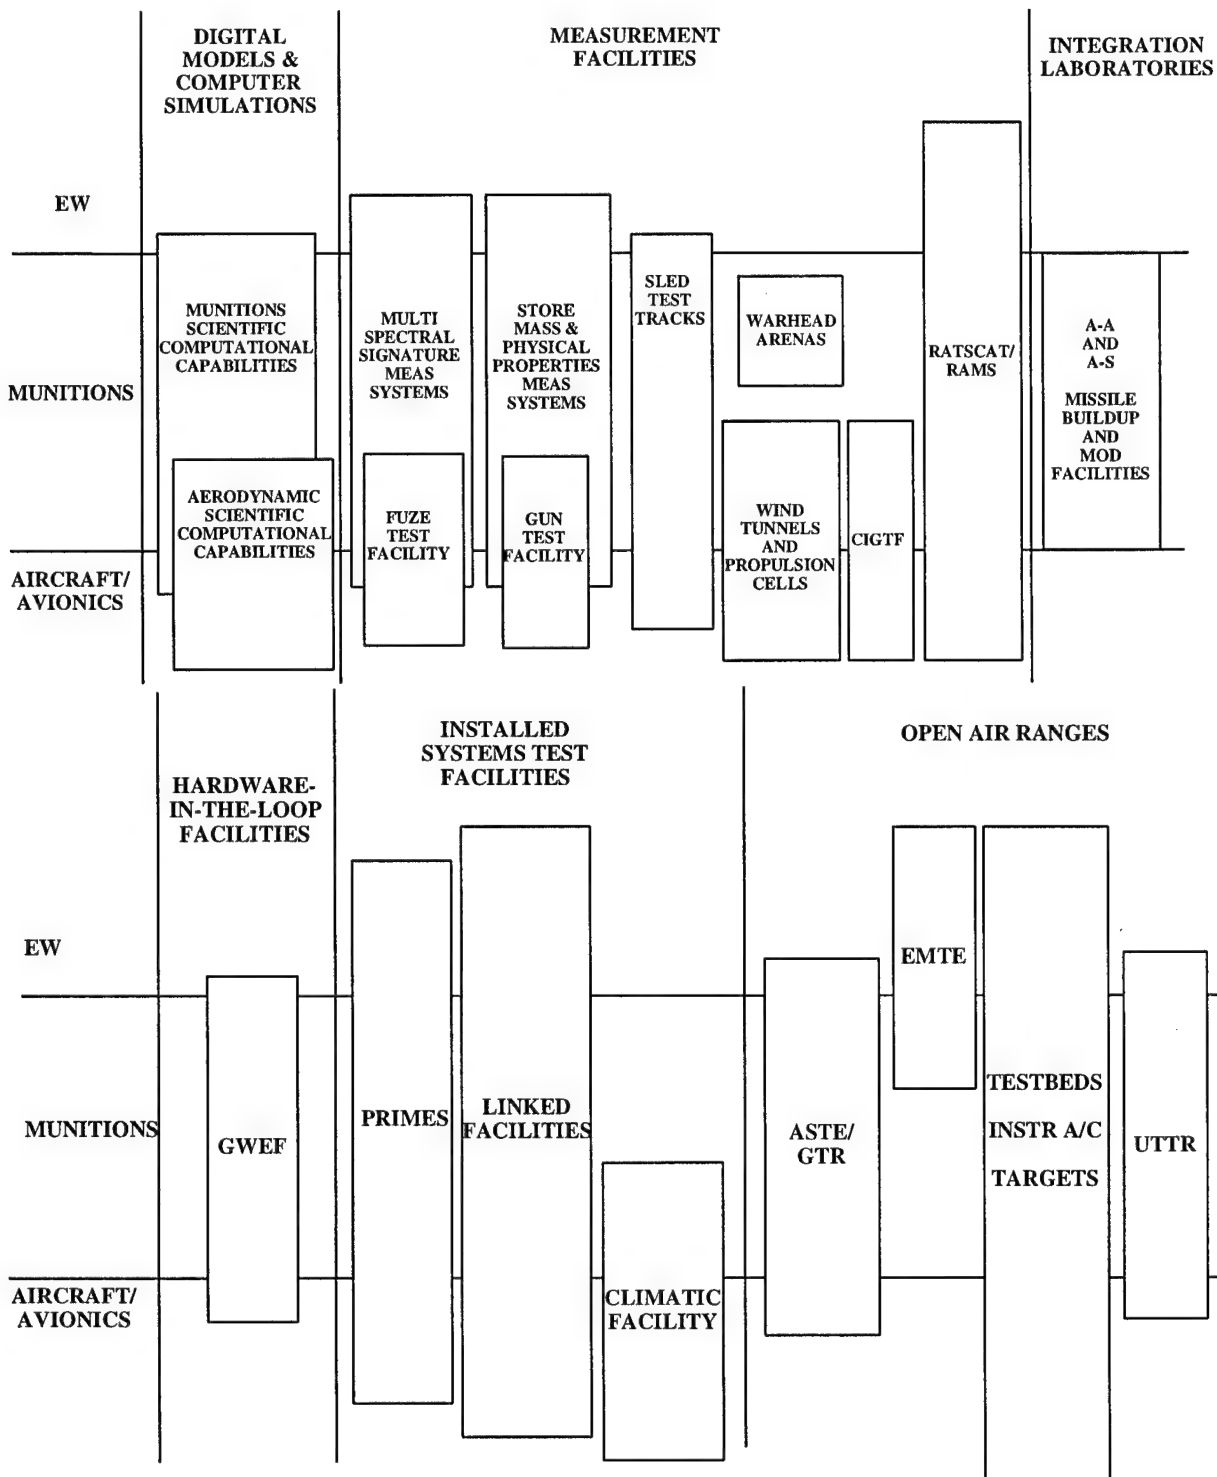 DIGITAL
MODELS &
COMPUTER
SIMULATIONS
MEASUREMENT
FACILITIES
INTEGRATION
LABORATORIES
EW
MUNITIONS
AIRCRAFT/
AVIONICS
MUNITIONS
SCIENTIFIC
COMPUTATIONAL
CAPABILITIES
AERODYNAMIC
SCIENTIFIC
COMPUTATIONAL
CAPABILITIES
MULTI
SPECTRAL
SIGNATURE
MEAS
SYSTEMS
FUZE
TEST
FACILITY
STORE
MASS &
PHYSICAL
PROPERTIES
MEAS
SYSTEMS
GUN
TEST
FACILITY
SLED
TEST
TRACKS
WARHEAD
ARENAS
WIND
TUNNELS
AND
PROPULSION
CELLS
CIGTF
RATSCAT/
RAMS
A-A
AND
A-S
MISSILE
BUILDUP
AND
MOD
FACILITIES
HARDWARE-
IN-THE-LOOP
FACILITIES
INSTALLED
SYSTEMS TEST
FACILITIES
OPEN AIR RANGES
EW
MUNITIONS
AIRCRAFT/
AVIONICS
GWEF
PRIMES
LINKED
FACILITIES
CLIMATIC
FACILITY
ASTE/
GTR
EMTE
TESTBEDS
INSTR A/C
TARGETS
UTTR